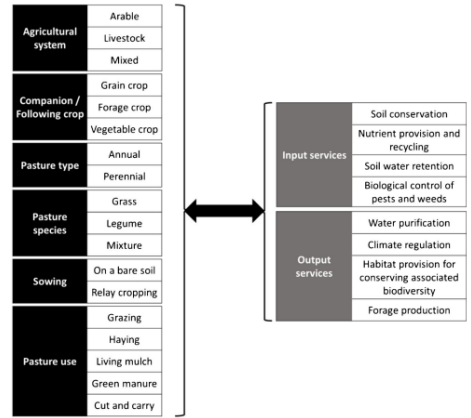 Agricultural
system
Arable
Livestock
Mixed
Companion /
Following crop
Grain crop
Forage crop
Vegetable crop
Pasture type
Annual
Perennial
Pasture
species
Grass
Legume
Mixture
Sowing
On a bare soil
Relay cropping
Pasture use
Grazing
Haying
Living mulch
Green manure
Cut and carry
Input services
Soil conservation
Nutrient provision and
recycling
Soil water retention
Biological control of
pests and weeds
Output
services
Water purification
Climate regulation
Habitat provision for
conserving associated
biodiversity
Forage production